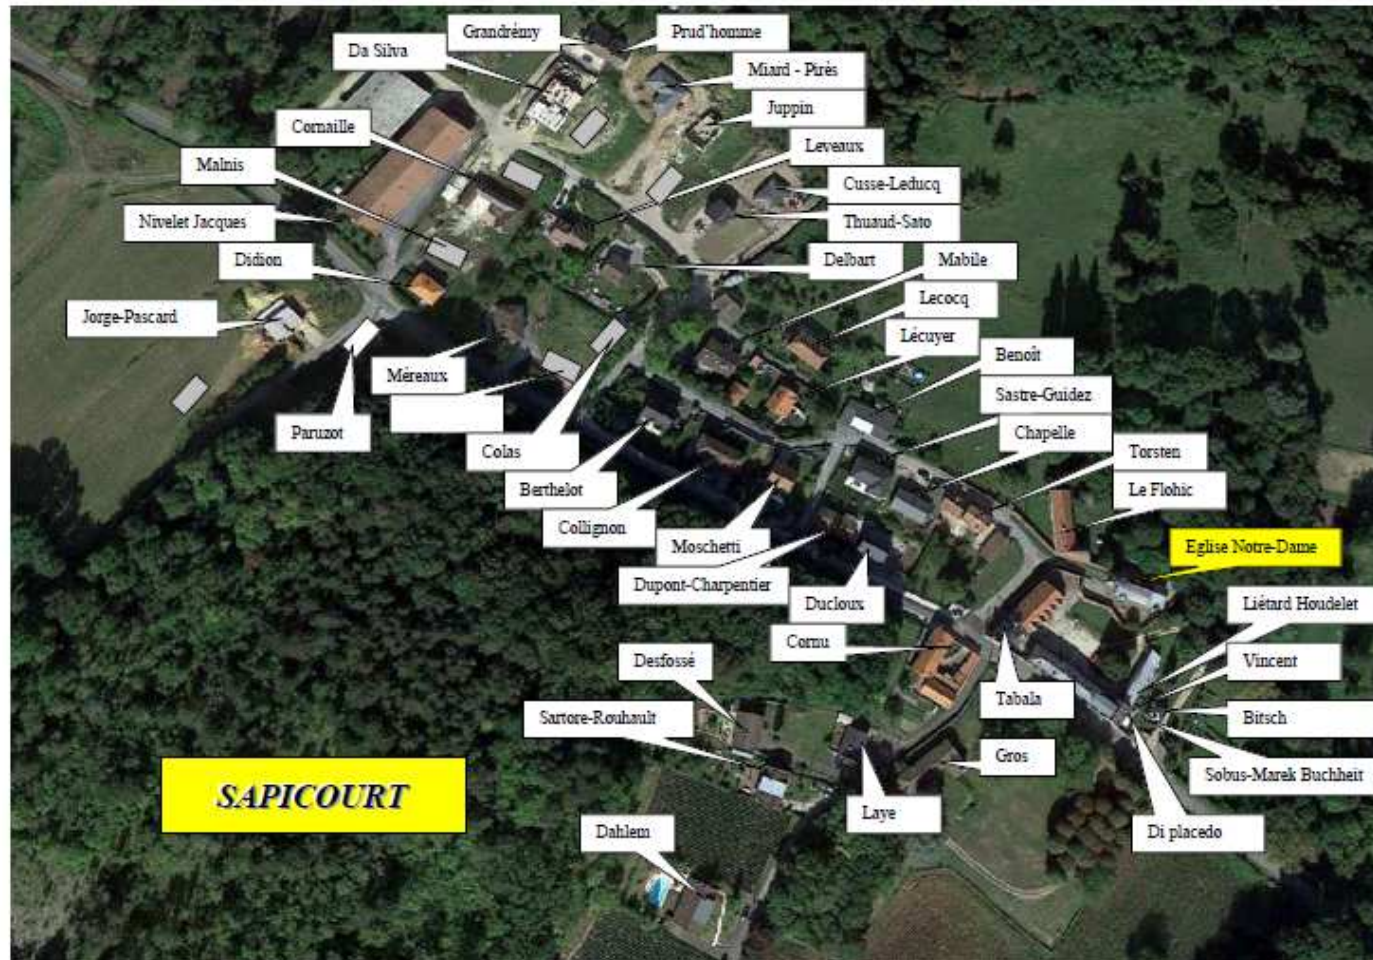 Grandrémy
Prud'homme
Da Silva
Miard - Pirès
Juppin
Cornaille
Leveaux
Malnis
Cusse-Leducq
Nivelet Jacques
Thuaud-Sato
Didion
Delbart
Mabile
Jorge-Pascard
Lecocq
Lécuyer
Benoît
Méreaux
Sastre-Guidez
Paruzot
Chapelle
Colas
Torsten
Berthelot
Le Flohic
Collignon
Moschetti
Eglise Notre-Dame
Dupont-Charpentier
Ducloux
Liétard Houdelet
Cornu
Desfossé
Vincent
Tabala
Sartore-Rouhault
Bitsch
Gros
Sobus-Marek Buchheit
SAPICOURT
Laye
Dahlem
Di placedo